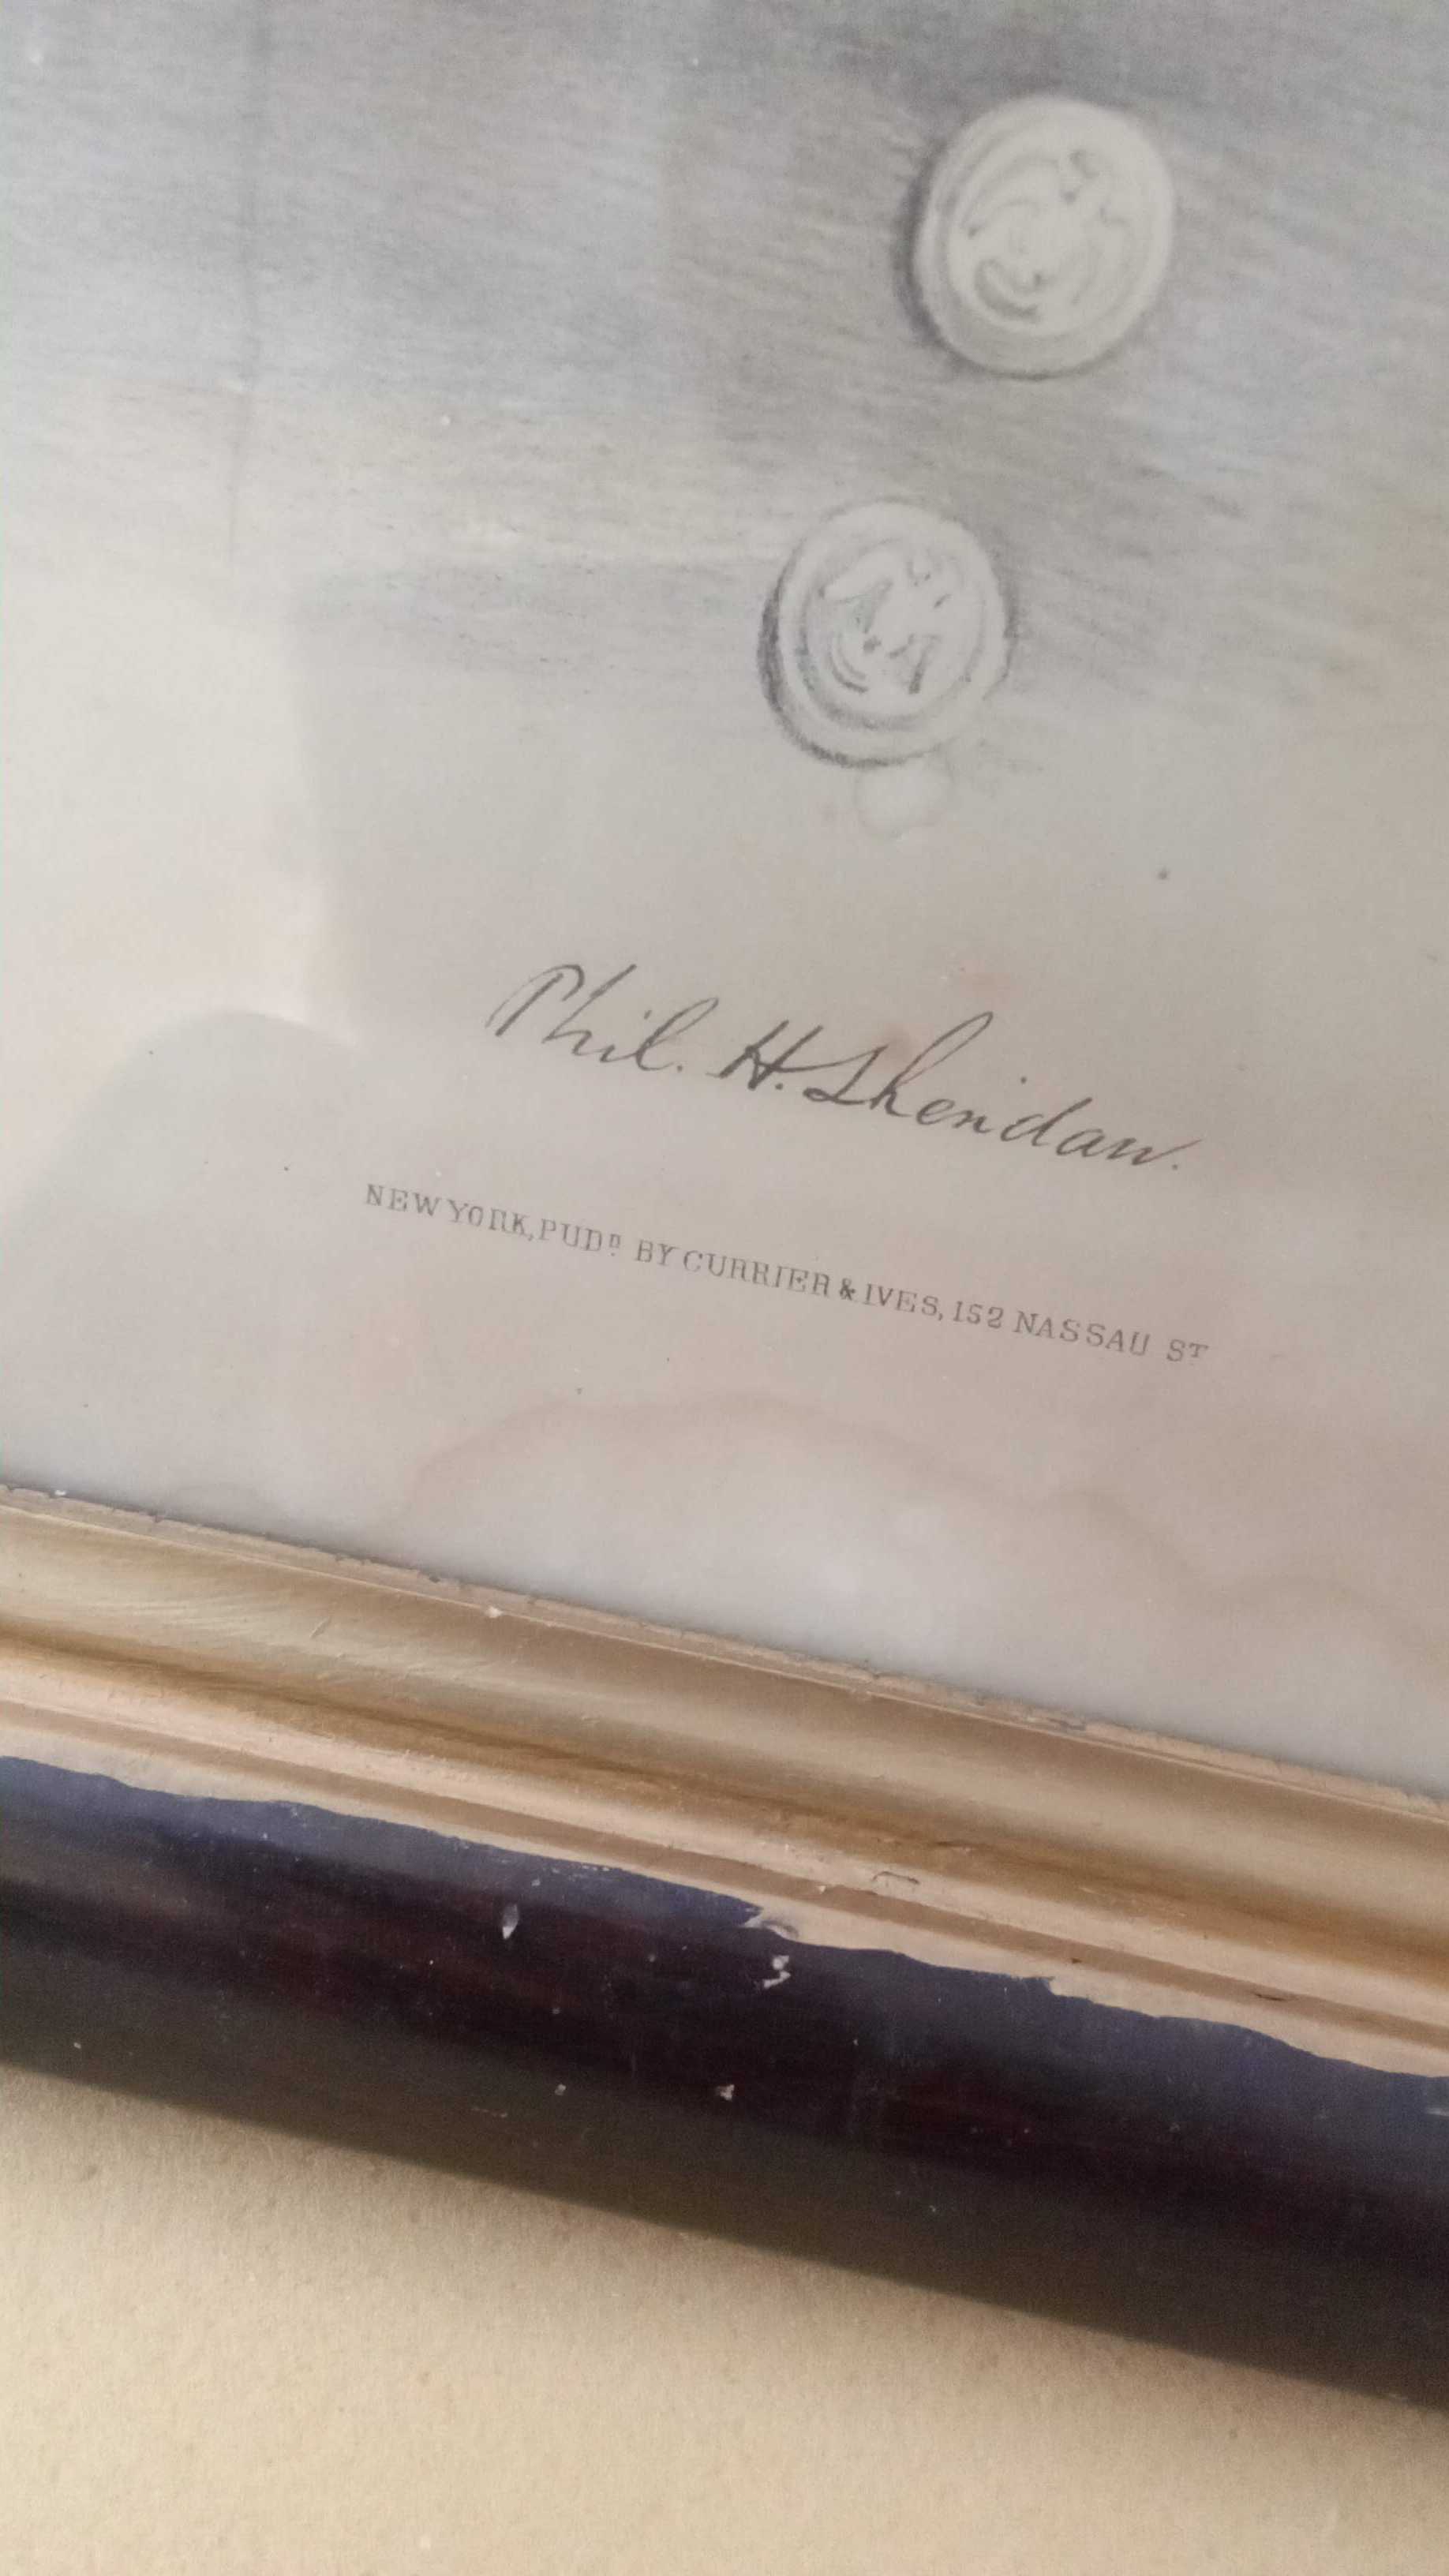 Phil. H. Sheridan.
NEW YORK, PUBD BY CURRIER & IVES, 152 NASSAU ST